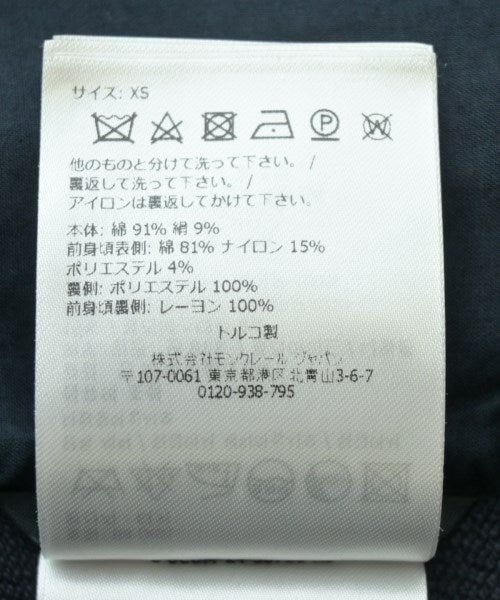 サイズ: XS
P W
他のものと分けて洗って下さい。 /
裏返して洗って下さい。 /
アイロンは裏返してかけて下さい。
本体: 綿 91% 絹 9%
前身頃表側: 綿 81% ナイロン 15%
ポリエステル 4%
裏側: ポリエステル 100%
前身頃裏側: レーヨン 100%
トルコ製
株式会社モンクレール ジャパン
〒107-0061 東京都港区北青山3-6-7
0120-938-795